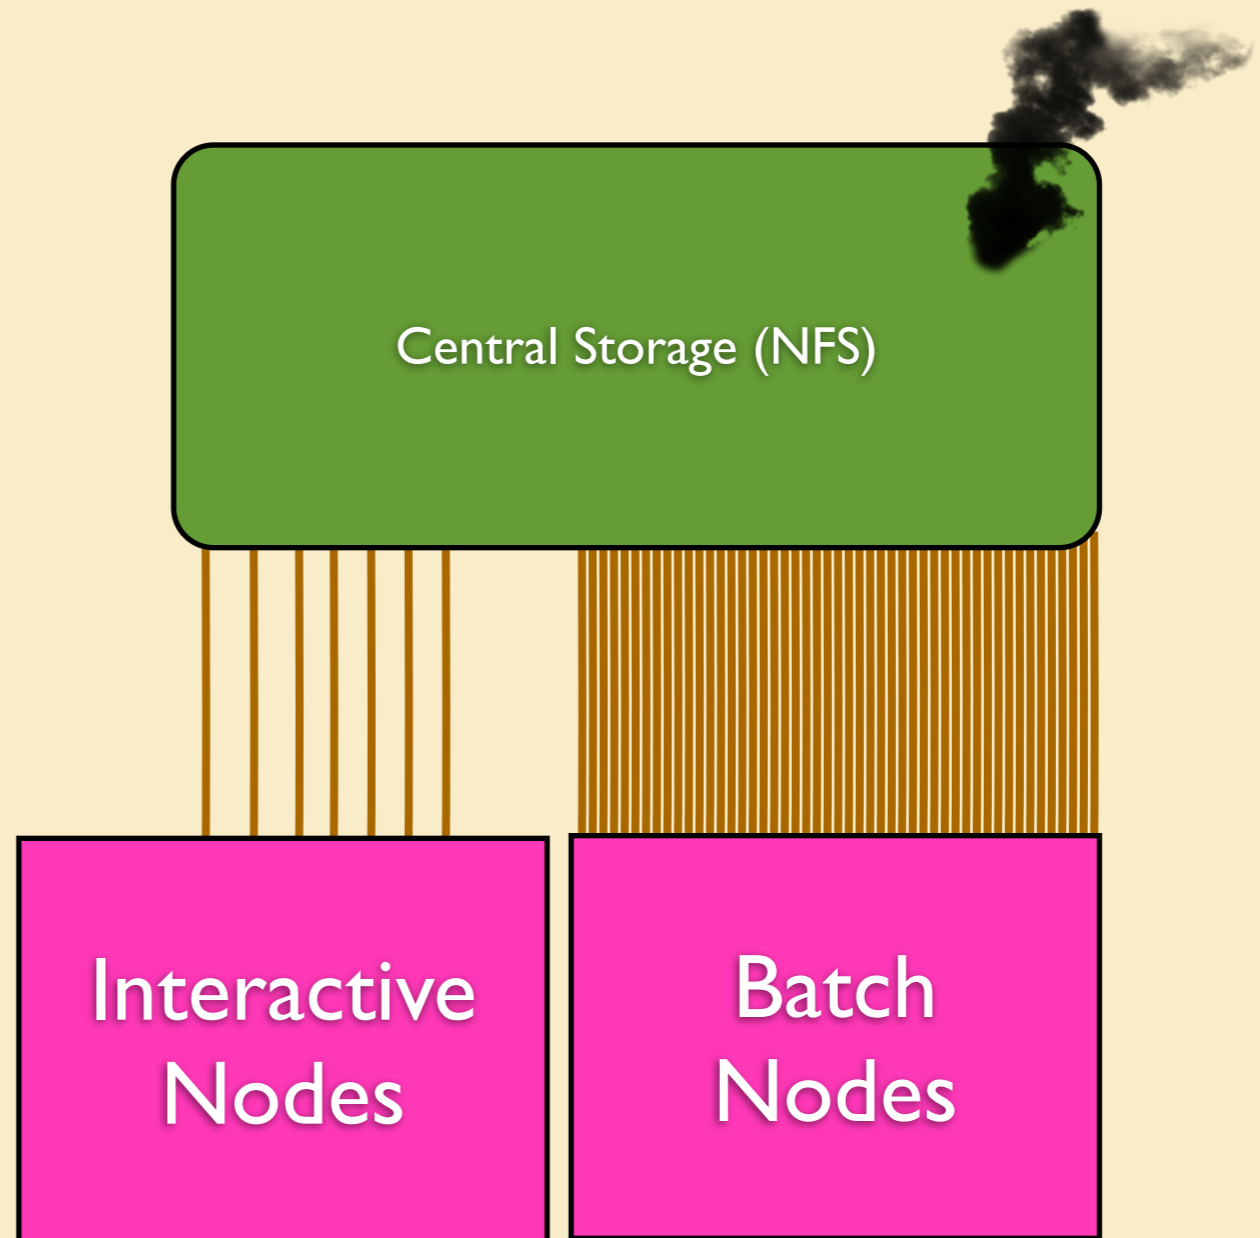 Central Storage (NFS)
Interactive
Nodes
Batch
Nodes